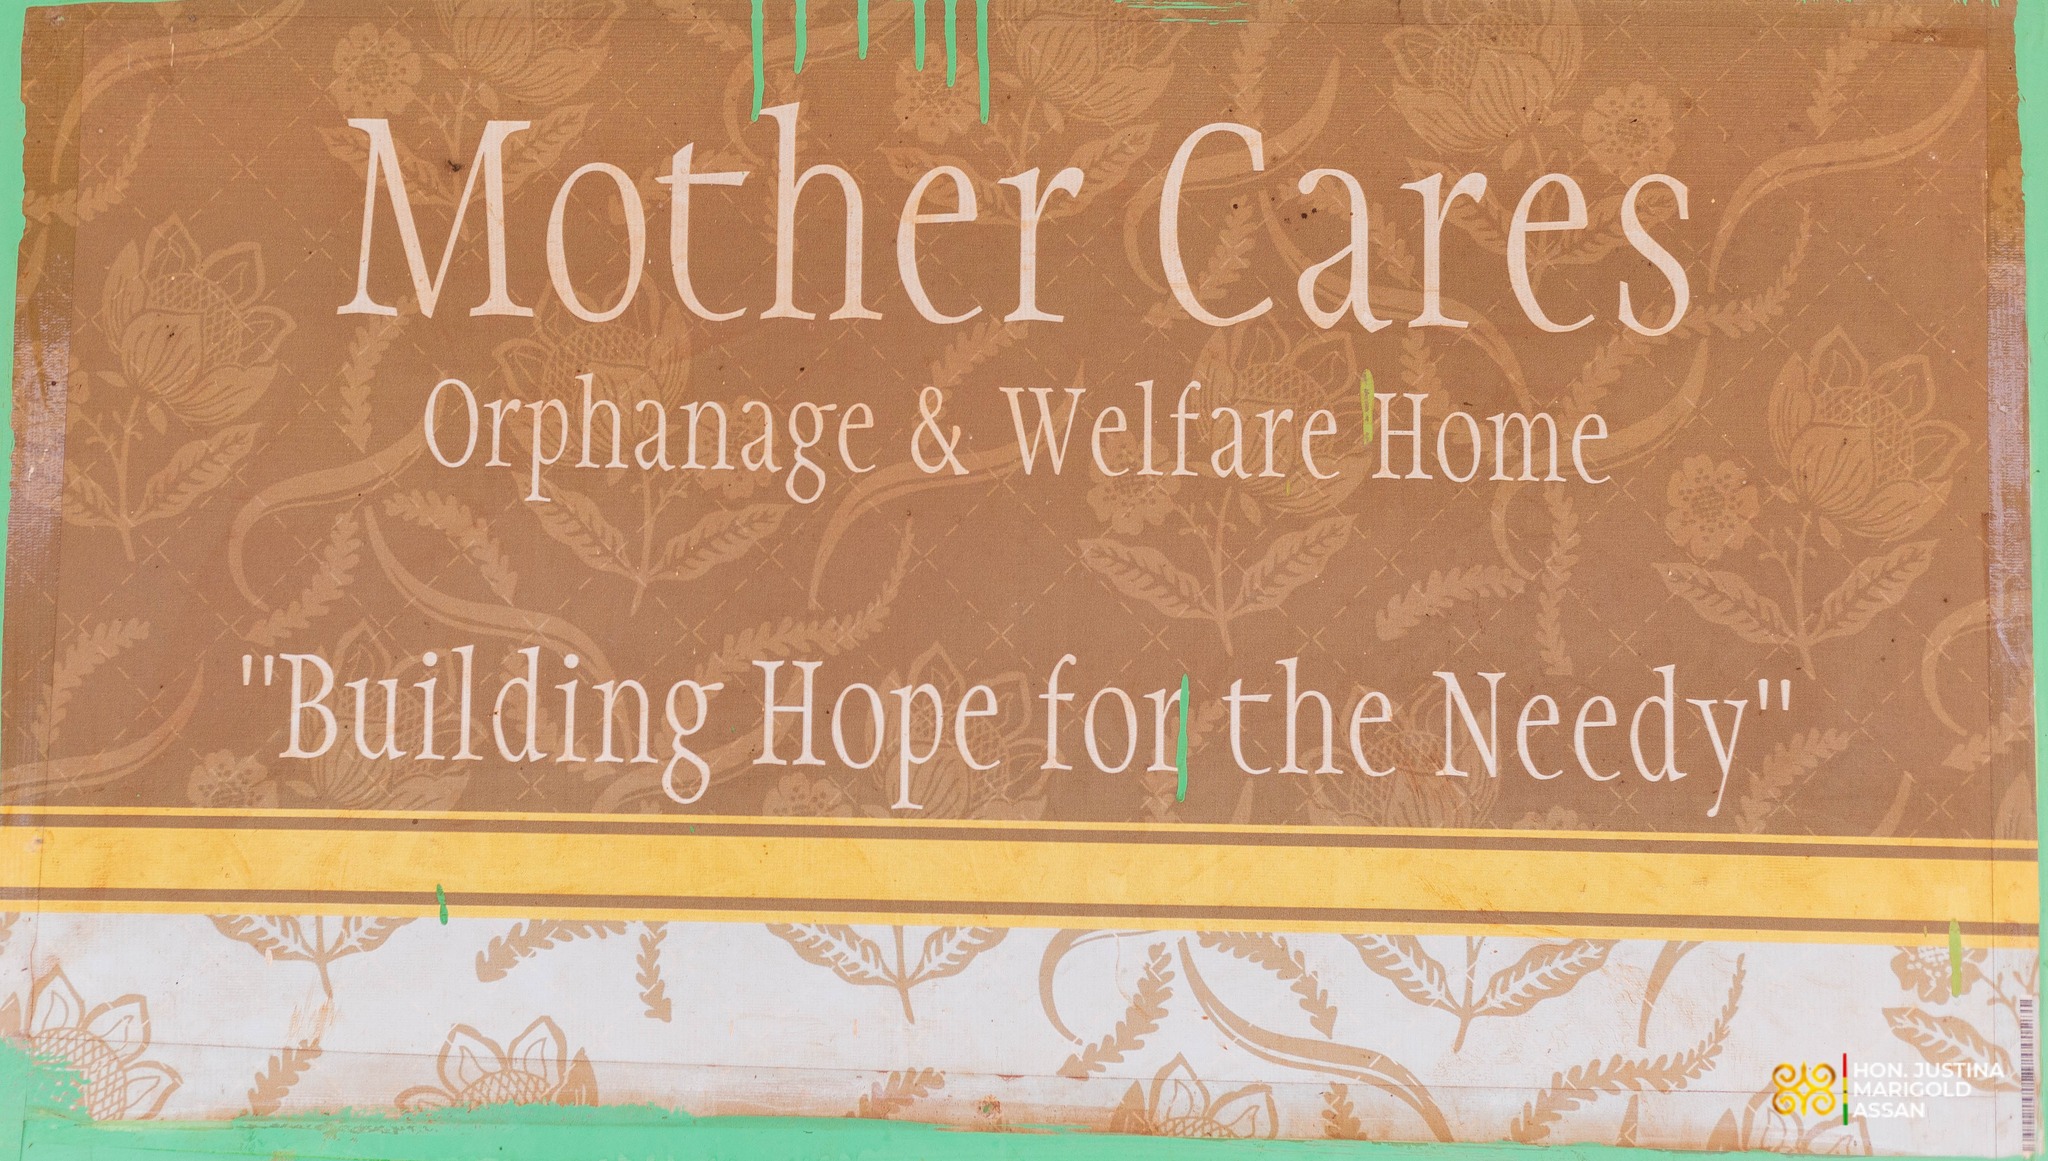 Mother Cares
Orphanage & Welfare Home
"Building Hope for the Needy"
HON. JUSTINA
MARIGOLD
ASSAN